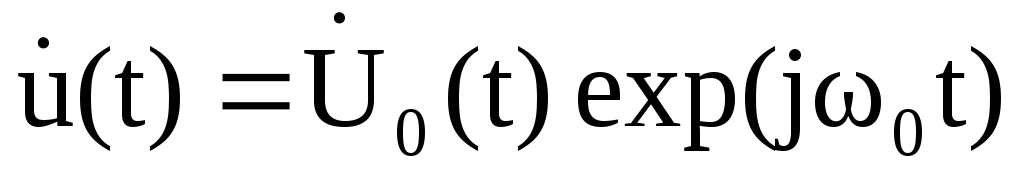 u̇(t) = U̇₀(t) exp(jω₀t)